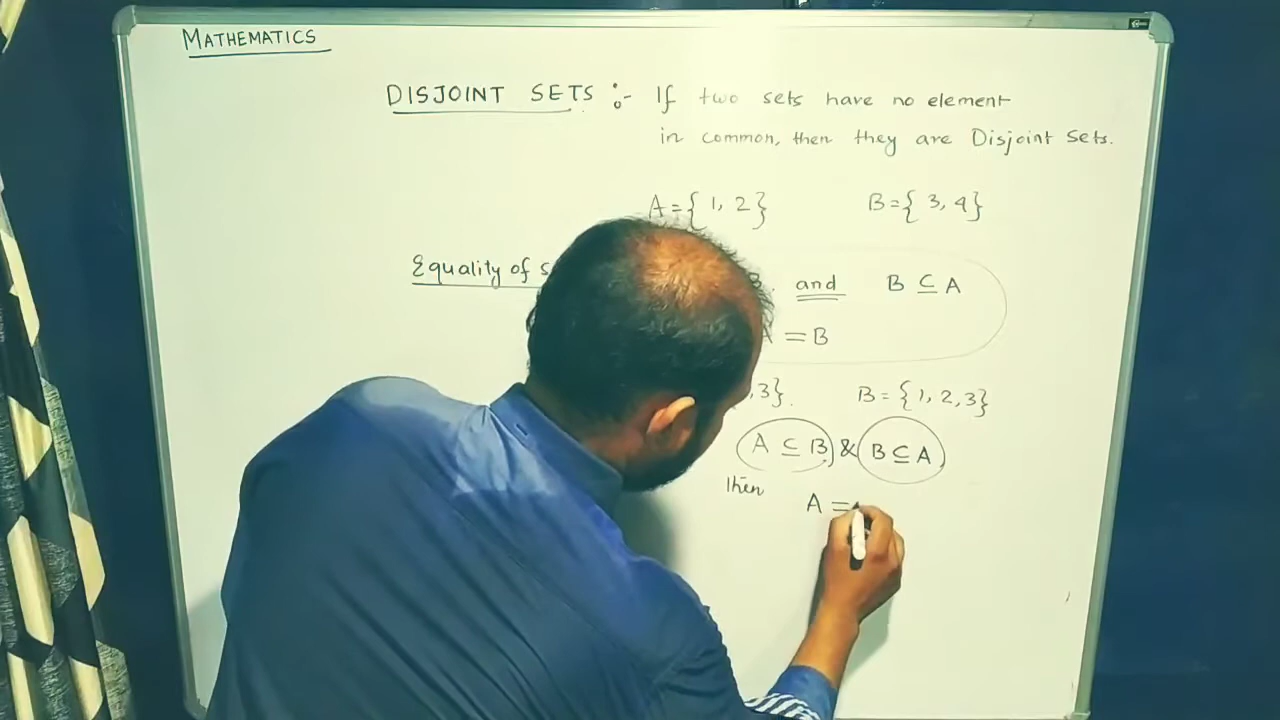 MATHEMATICS
DISJOINT SETS :- If two sets have no element
in common, then they are Disjoint Sets.
A={ 1, 2 } B={ 3, 4}
Equality of and B ⊆ A
= B
,3}. B = {1, 2, 3}
A ⊆ B, & B ⊆ A,
then A =